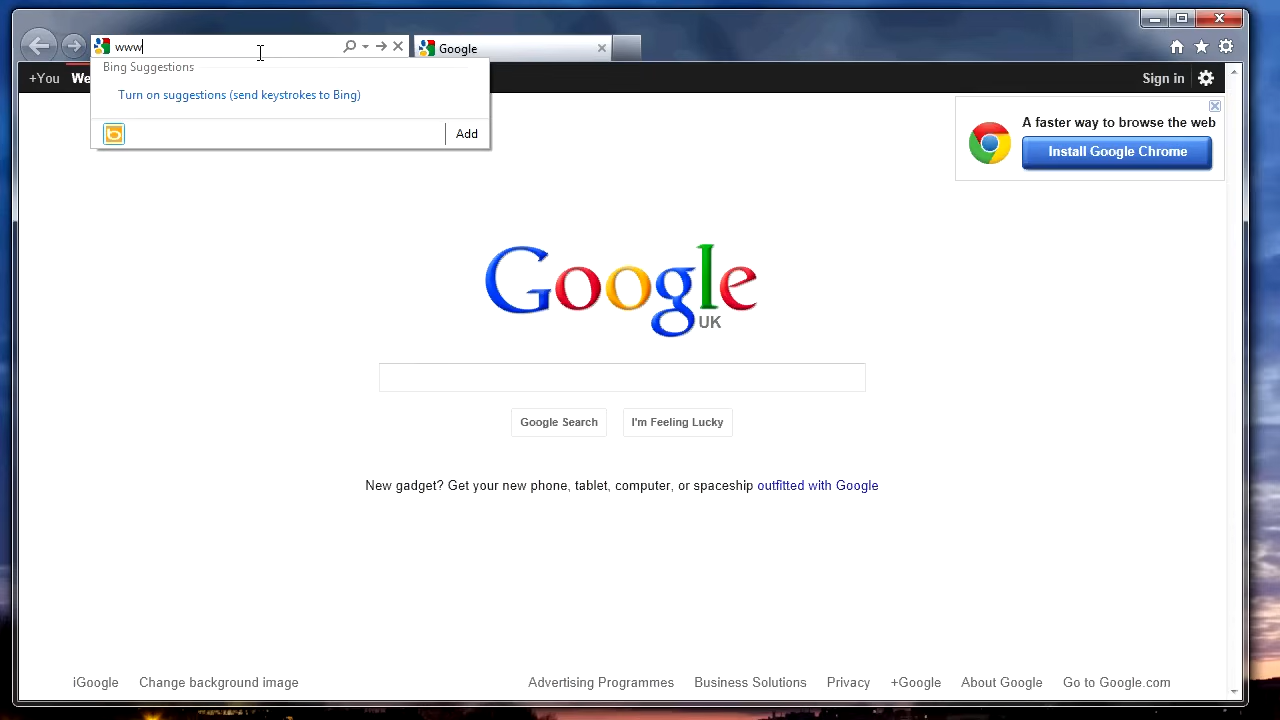 www
Google
Bing Suggestions
Turn on suggestions (send keystrokes to Bing)
Add
+You We
Sign in
A faster way to browse the web
Install Google Chrome
Google
UK
Google Search I'm Feeling Lucky
New gadget? Get your new phone, tablet, computer, or spaceship outfitted with Google
iGoogle Change background image Advertising Programmes Business Solutions Privacy +Google About Google Go to Google.com